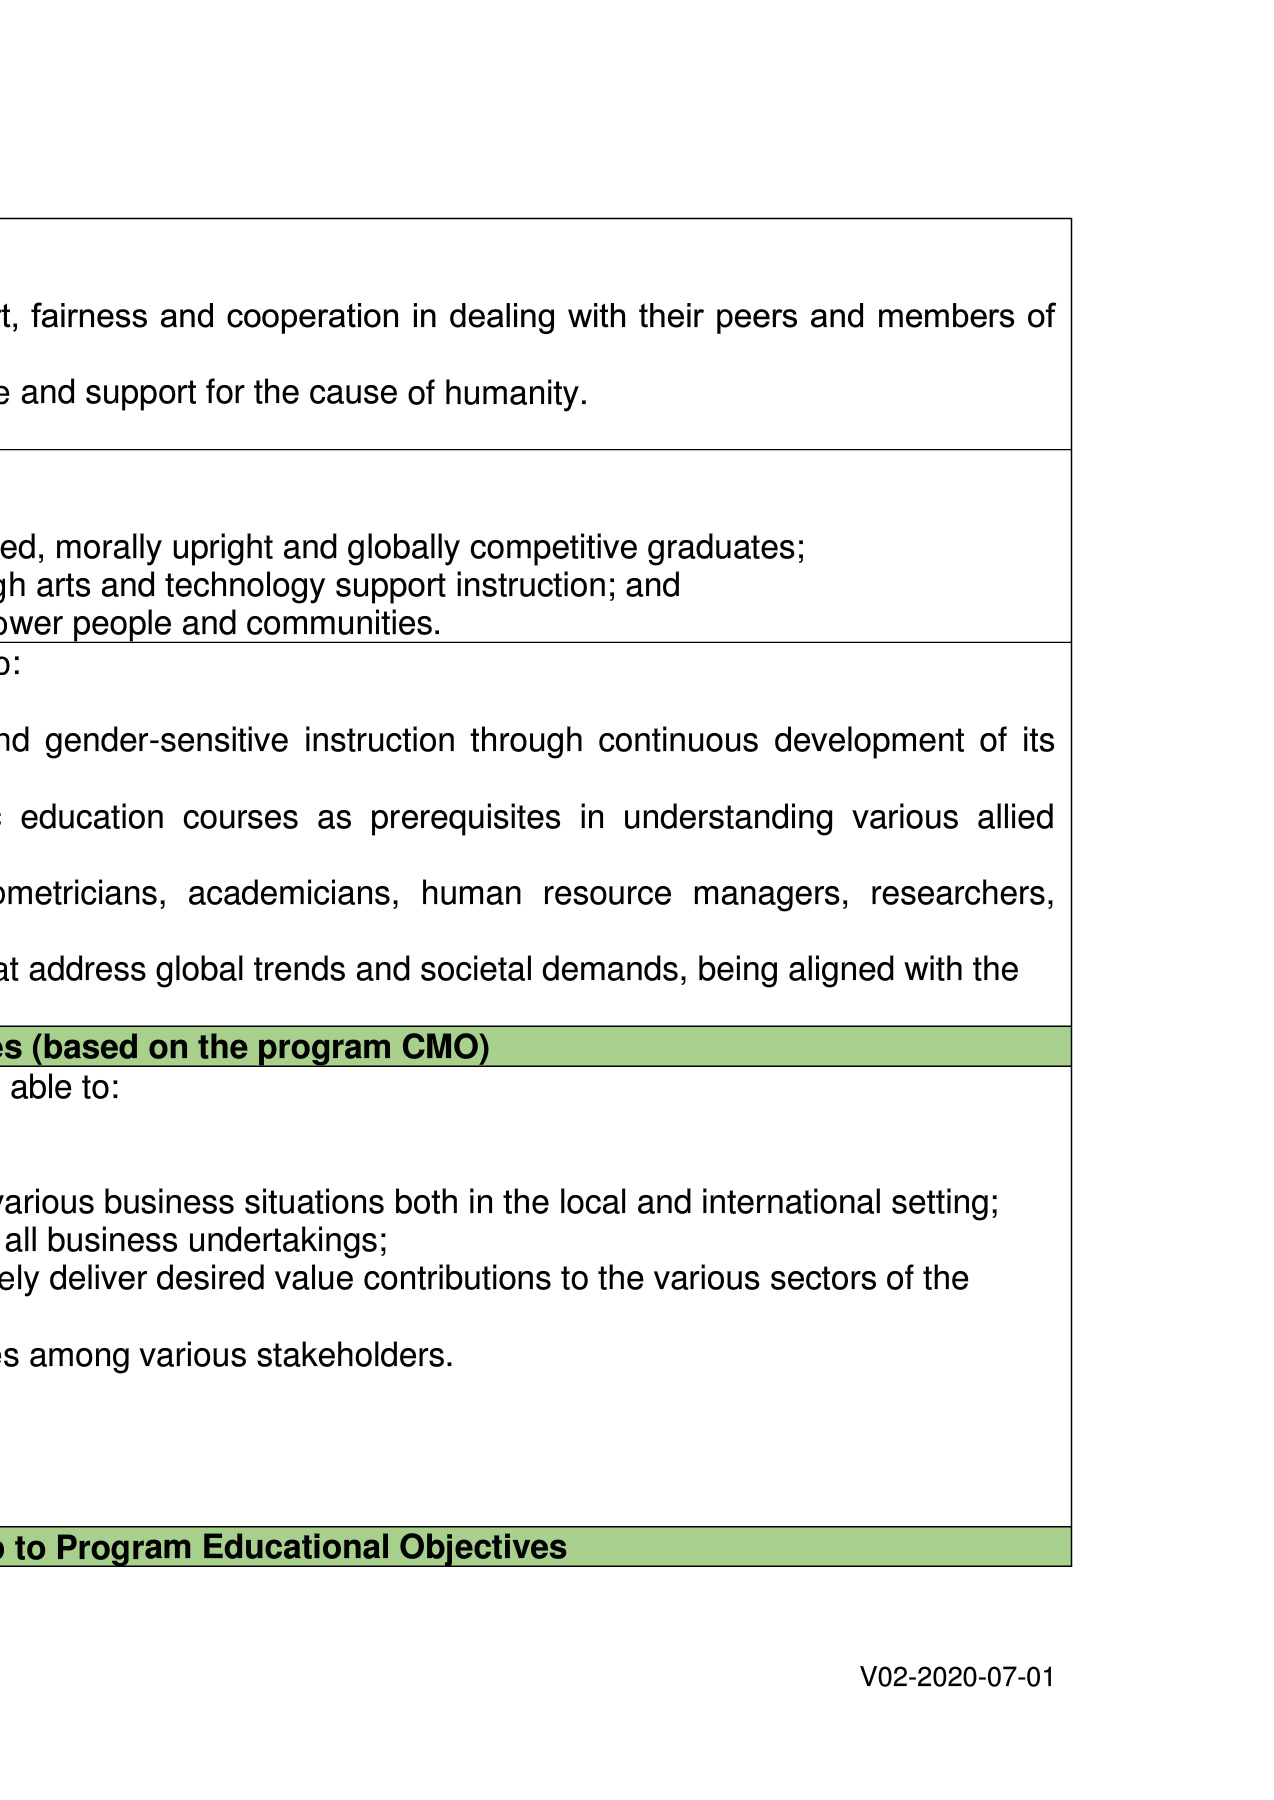 t, fairness and cooperation in dealing with their peers and members of
e and support for the cause of humanity.
ed, morally upright and globally competitive graduates;
gh arts and technology support instruction; and
ower people and communities.
o:
nd gender-sensitive instruction through continuous development of its
education courses as prerequisites in understanding various allied
ometricians, academicians, human resource managers, researchers,
at address global trends and societal demands, being aligned with the
es (based on the program CMO)
able to:
various business situations both in the local and international setting;
all business undertakings;
ely deliver desired value contributions to the various sectors of the
es among various stakeholders.
to Program Educational Objectives
V02-2020-07-01